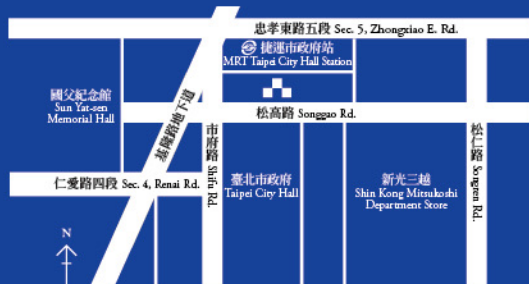 忠孝東路五段 Sec. 5, Zhongxiao E. Rd.
捷運市政府站
MRT Taipei City Hall Station
國父紀念館
Sun Yat-sen
Memorial Hall
基隆路地下道
松高路 Songgao Rd.
市府路 Shifu Rd.
松仁路 Songren Rd.
仁愛路四段 Sec. 4, Renai Rd.
臺北市政府
Taipei City Hall
新光三越
Shin Kong Mitsukoshi
Department Store
N